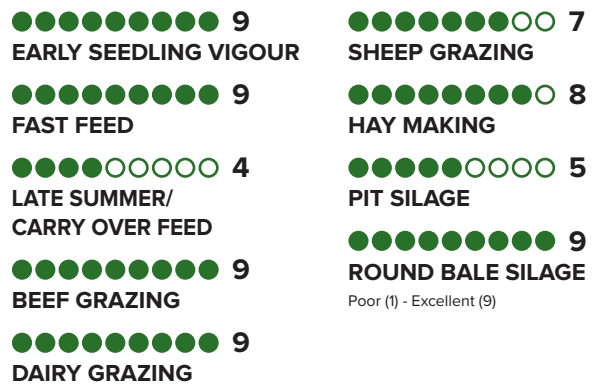 9
EARLY SEEDLING VIGOUR
9
FAST FEED
4
LATE SUMMER/
CARRY OVER FEED
9
BEEF GRAZING
9
DAIRY GRAZING
7
SHEEP GRAZING
8
HAY MAKING
5
PIT SILAGE
9
ROUND BALE SILAGE
Poor (1) - Excellent (9)